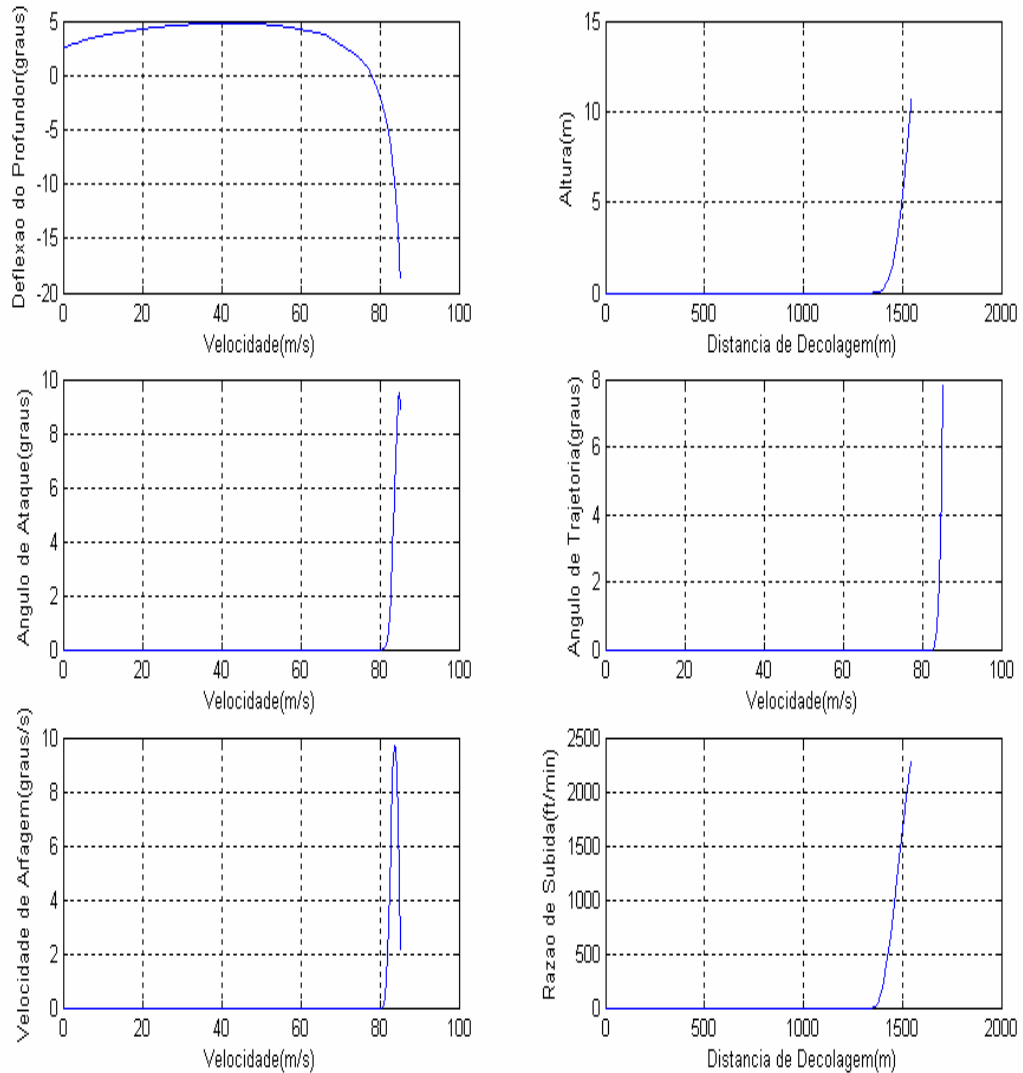 Deflexao do Profundor(graus)
5
0
-5
-10
-15
-20
0 20 40 60 80 100
Velocidade(m/s)
Altura(m)
15
10
5
0
0 500 1000 1500 2000
Distancia de Decolagem(m)
Angulo de Ataque(graus)
10
8
6
4
2
0
0 20 40 60 80 100
Velocidade(m/s)
Angulo de Trajetoria(graus)
8
6
4
2
0
0 20 40 60 80 100
Velocidade(m/s)
Velocidade de Arfagem(graus/s)
10
8
6
4
2
0
0 20 40 60 80 100
Velocidade(m/s)
Razao de Subida(ft/min)
2500
2000
1500
1000
500
0
0 500 1000 1500 2000
Distancia de Decolagem(m)